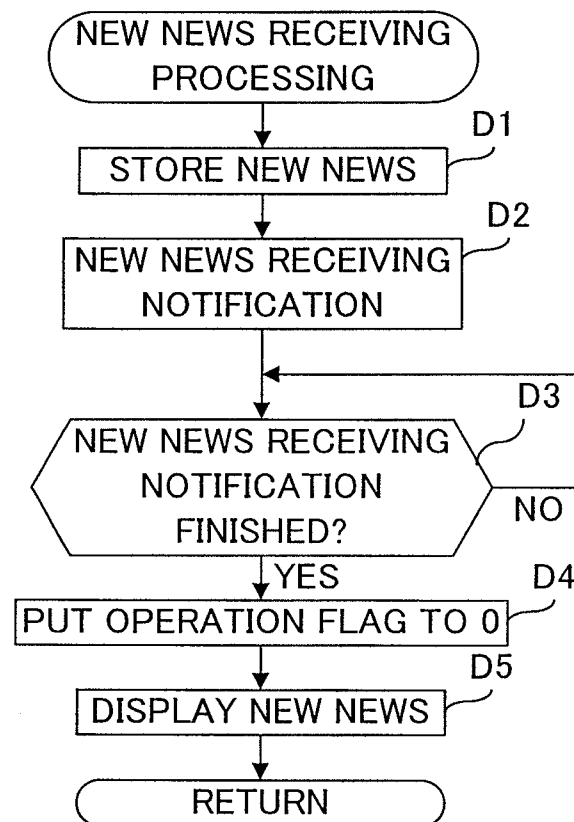 NEW NEWS RECEIVING
PROCESSING
D1
STORE NEW NEWS
D2
NEW NEWS RECEIVING
NOTIFICATION
D3
NEW NEWS RECEIVING
NOTIFICATION
FINISHED?
NO
YES
D4
PUT OPERATION FLAG TO 0
D5
DISPLAY NEW NEWS
RETURN